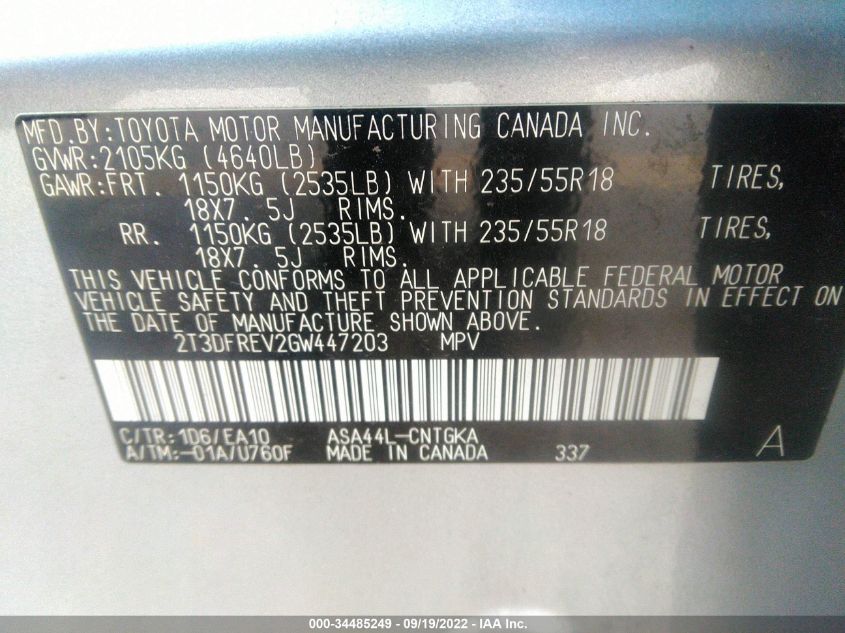 MFD.BY:TOYOTA MOTOR MANUFACTURING CANADA INC.
GVWR:2105KG (4640LB)
GAWR:FRT. 1150KG (2535LB) WITH 235/55R18 TIRES,
18X7. 5J RIMS.
RR. 1150KG (2535LB) WITH 235/55R18 TIRES,
18X7. 5J RIMS.
THIS VEHICLE CONFORMS TO ALL APPLICABLE FEDERAL MOTOR
VEHICLE SAFETY AND THEFT PREVENTION STANDARDS IN EFFECT ON
THE DATE OF MANUFACTURE SHOWN ABOVE.
2T3DFREV2GW447203 MPV
C/TR:1D6/EA10 ASA44L-CNTGKA
A/TM:-01A/U760F MADE IN CANADA 337 A
000-34485249 - 09/19/2022 - IAA Inc.